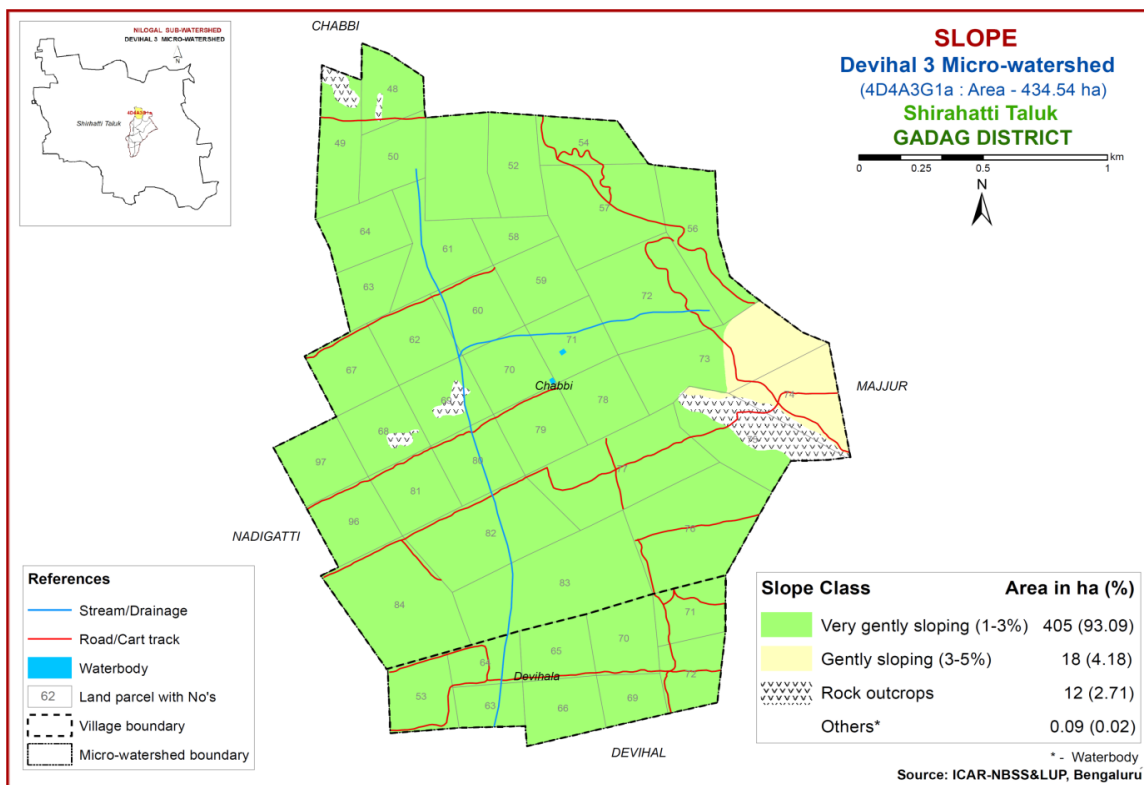 NILOGAL SUB-WATERSHED
DEVIHAL 3 MICRO-WATERSHED
N
4D4A3G1a
Shirhatti Taluk
CHABBI
SLOPE
Devihal 3 Micro-watershed
(4D4A3G1a : Area - 434.54 ha)
Shirahatti Taluk
GADAG DISTRICT
km
0 0.25 0.5 1
N
48
49
50
52
54
57
56
64
61
58
63
59
60
72
62
71
67
70
73
Chabbi
MAJJUR
69
78
74
68
79
75
97
80
77
81
96
82
76
NADIGATTI
83
84
71
70
65
64
Devihala
72
53
63
66
69
DEVIHAL
References
Stream/Drainage
Road/Cart track
Waterbody
62 Land parcel with No's
Village boundary
Micro-watershed boundary
Slope Class Area in ha (%)
Very gently sloping (1-3%) 405 (93.09)
Gently sloping (3-5%) 18 (4.18)
Rock outcrops 12 (2.71)
Others* 0.09 (0.02)
* - Waterbody
Source: ICAR-NBSS&LUP, Bengaluru